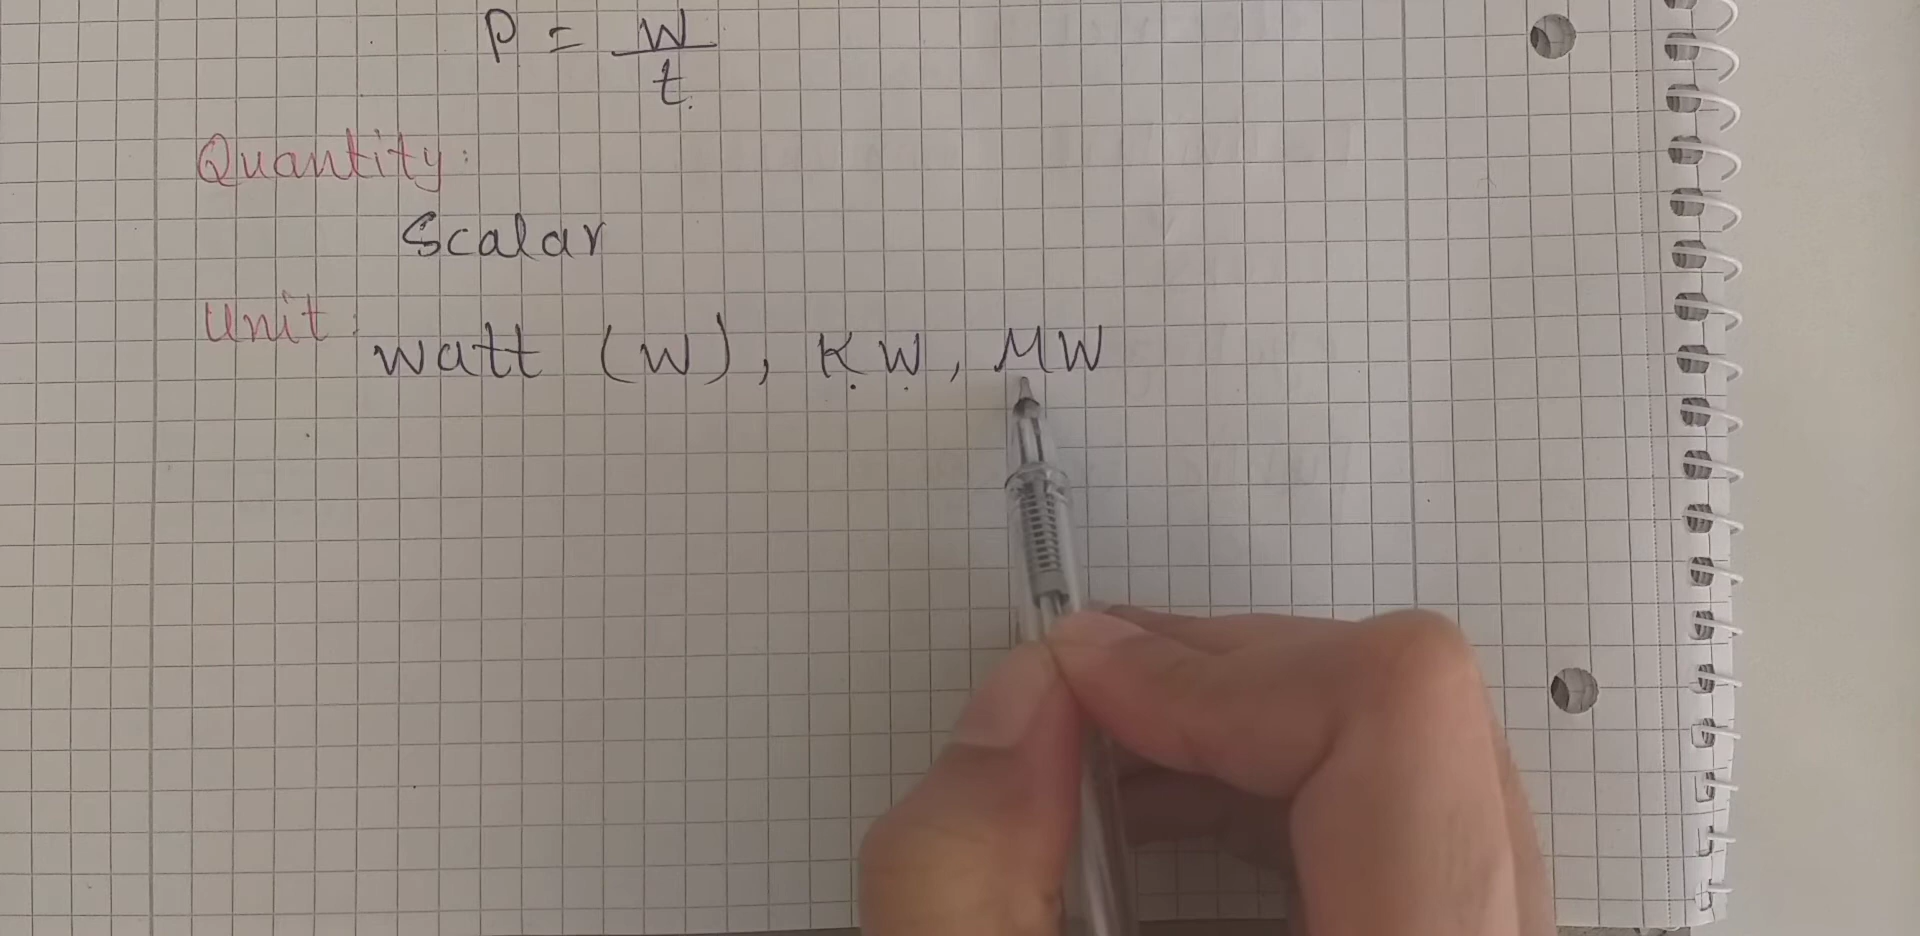 P = W
t
Quantity:
Scalar
Unit:
Watt (W), KW, MW